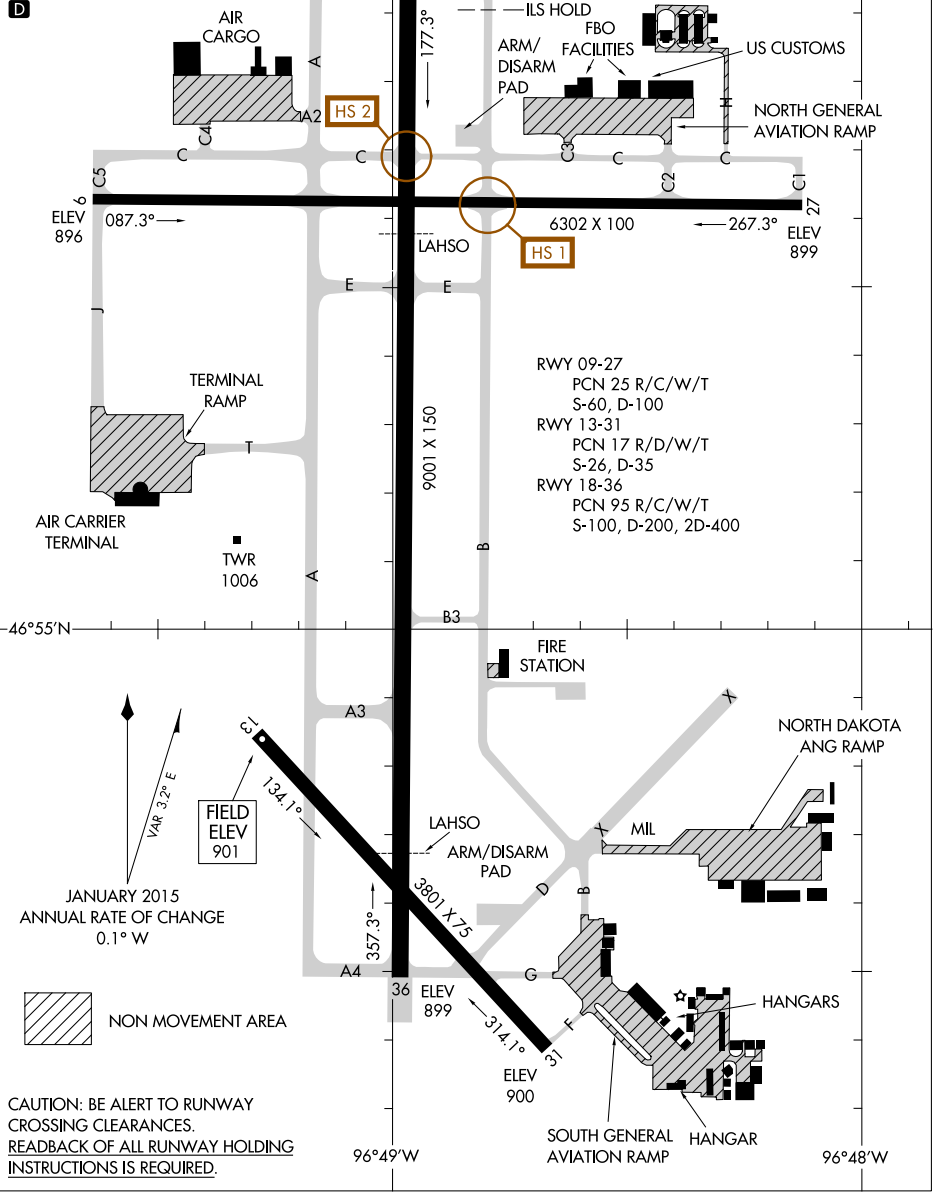 D
AIR
CARGO
A
177.3°
ILS HOLD
ARM/
DISARM
PAD
FBO
FACILITIES
US CUSTOMS
H
NORTH GENERAL
AVIATION RAMP
HS 2
A2
C4
C
C
C3
C
C
C5
C2
C1
9
ELEV
896
087.3°
6302 X 100
267.3°
27
ELEV
899
LAHSO
HS 1
E
E
J
RWY 09-27
PCN 25 R/C/W/T
S-60, D-100
RWY 13-31
PCN 17 R/D/W/T
S-26, D-35
RWY 18-36
PCN 95 R/C/W/T
S-100, D-200, 2D-400
TERMINAL
RAMP
T
9001 X 150
AIR CARRIER
TERMINAL
TWR
1006
A
B
B3
46°55'N
FIRE
STATION
A3
X
13
134.1°
VAR 3.2° E
FIELD
ELEV
901
NORTH DAKOTA
ANG RAMP
X
MIL
LAHSO
ARM/DISARM
PAD
3801 X 75
D
B
JANUARY 2015
ANNUAL RATE OF CHANGE
0.1° W
357.3°
A4
G
36
ELEV
899
314.1°
F
31
ELEV
900
HANGARS
NON MOVEMENT AREA
CAUTION: BE ALERT TO RUNWAY
CROSSING CLEARANCES.
READBACK OF ALL RUNWAY HOLDING
INSTRUCTIONS IS REQUIRED.
SOUTH GENERAL
AVIATION RAMP
HANGAR
96°49'W
96°48'W